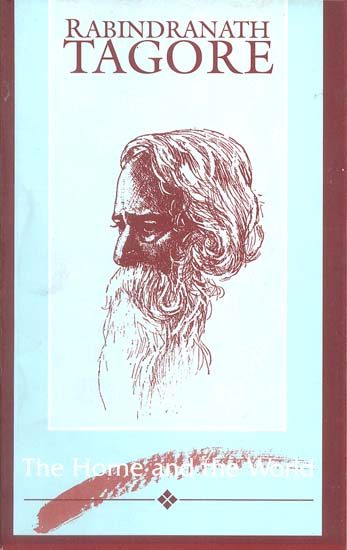 RABINDRANATH
TAGORE
The Home and the World